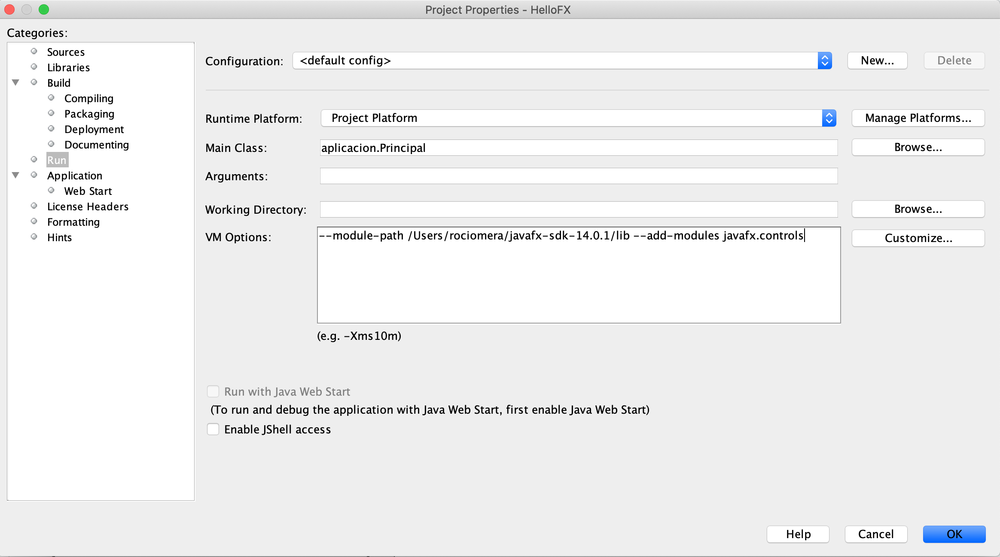 Project Properties - HelloFX
Categories:
Sources
Libraries
Build
Compiling
Packaging
Deployment
Documenting
Run
Application
Web Start
License Headers
Formatting
Hints
Configuration: <default config> New... Delete
Runtime Platform: Project Platform Manage Platforms...
Main Class: aplicacion.Principal Browse...
Arguments:
Working Directory: Browse...
VM Options: --module-path /Users/rociomera/javafx-sdk-14.0.1/lib --add-modules javafx.controls Customize...
(e.g. -Xms10m)
Run with Java Web Start
(To run and debug the application with Java Web Start, first enable Java Web Start)
Enable JShell access
Help Cancel OK